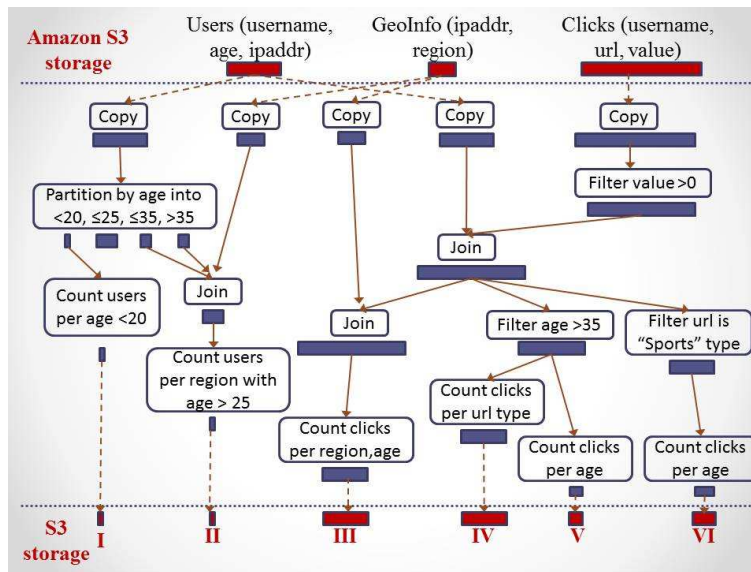 Amazon S3
storage
Users (username,
age, ipaddr)
GeoInfo (ipaddr,
region)
Clicks (username,
url, value)
Copy
Copy
Copy
Copy
Copy
Partition by age into
<20, ≤25, ≤35, >35
Filter value >0
Join
Count users
per age <20
Join
Join
Filter age >35
Filter url is
“Sports” type
Count users
per region with
age > 25
Count clicks
per url type
Count clicks
per region,age
Count clicks
per age
Count clicks
per age
S3
storage
I
II
III
IV
V
VI